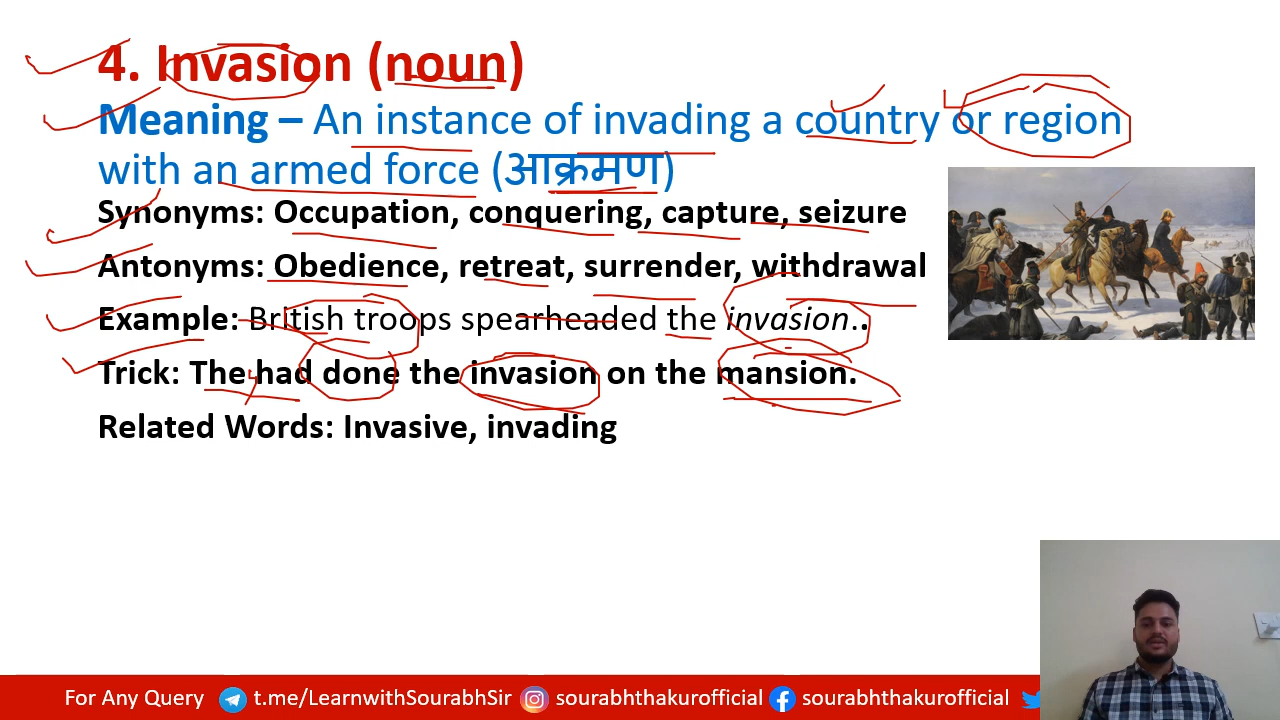 4. Invasion (noun)
Meaning – An instance of invading a country or region
with an armed force (आक्रमण)
Synonyms: Occupation, conquering, capture, seizure
Antonyms: Obedience, retreat, surrender, withdrawal
Example: British troops spearheaded the invasion..
Trick: The had done the invasion on the mansion.
Related Words: Invasive, invading
For Any Query t.me/LearnwithSourabhSir sourabhthakurofficial sourabhthakurofficial